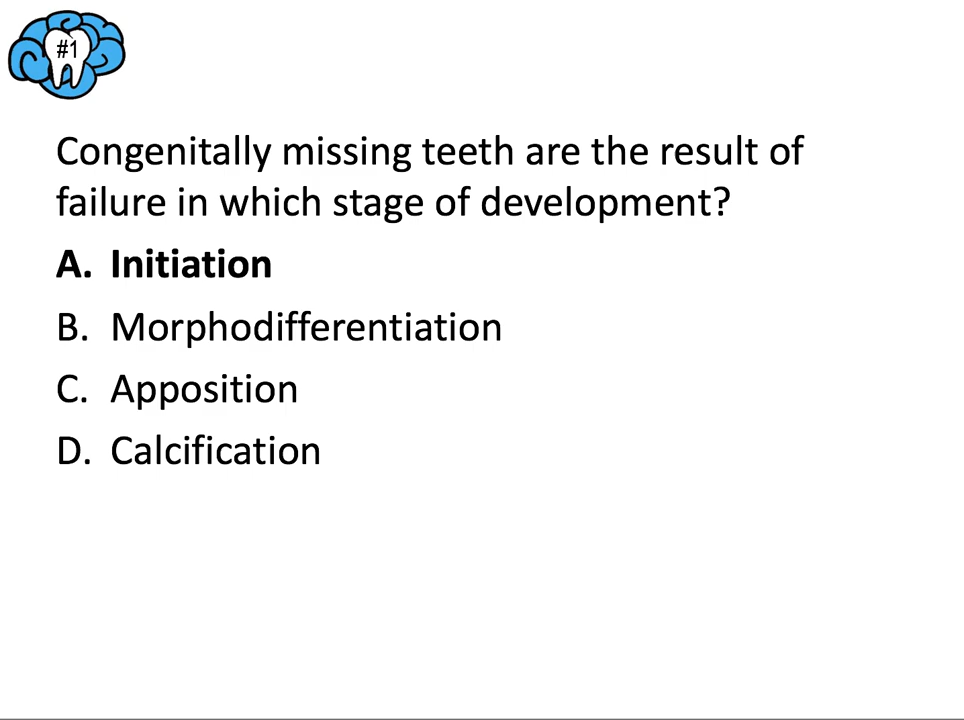 #1
Congenitally missing teeth are the result of
failure in which stage of development?
A. Initiation
B. Morphodifferentiation
C. Apposition
D. Calcification